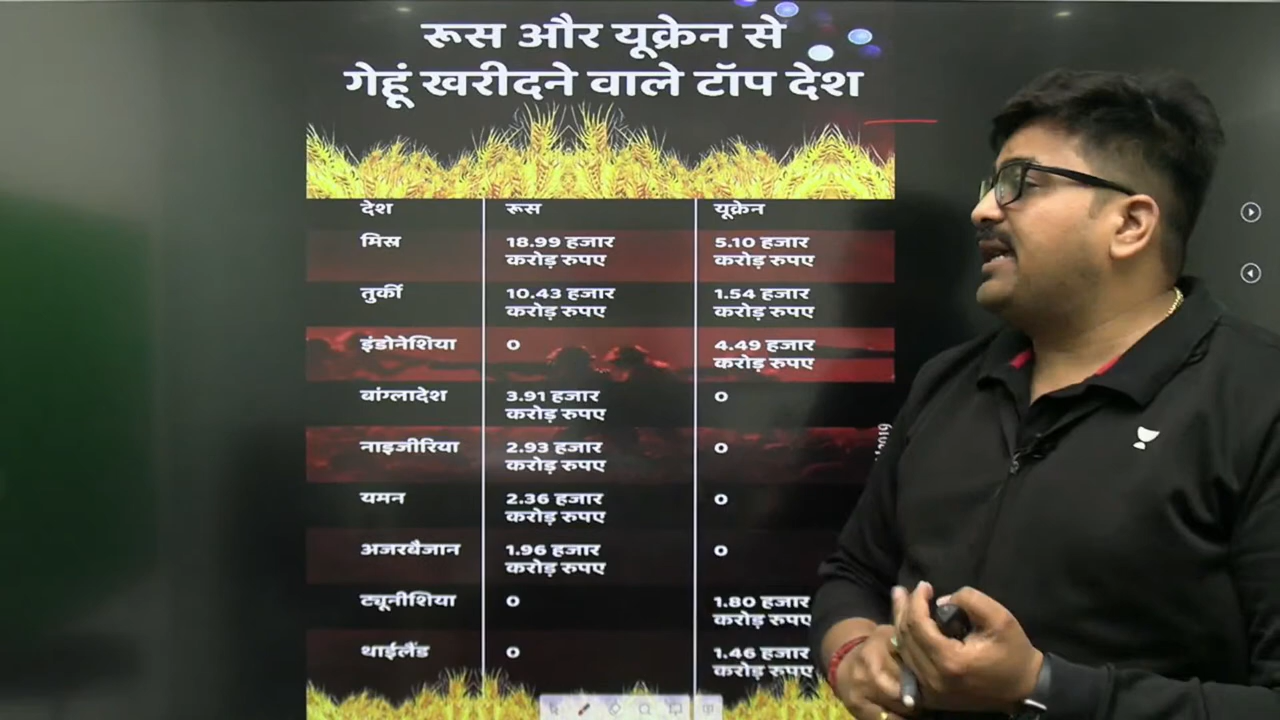 रूस और यूक्रेन से
गेहूं खरीदने वाले टॉप देश
देश रूस यूक्रेन
मिस्र 18.99 हजार करोड़ रुपए 5.10 हजार करोड़ रुपए
तुर्की 10.43 हजार करोड़ रुपए 1.54 हजार करोड़ रुपए
इंडोनेशिया 0 4.49 हजार करोड़ रुपए
बांग्लादेश 3.91 हजार करोड़ रुपए 0
नाइजीरिया 2.93 हजार करोड़ रुपए 0
यमन 2.36 हजार करोड़ रुपए 0
अजरबैजान 1.96 हजार करोड़ रुपए 0
ट्यूनीशिया 0 1.80 हजार करोड़ रुपए
थाईलैंड 0 1.46 हजार करोड़ रुपए
2019